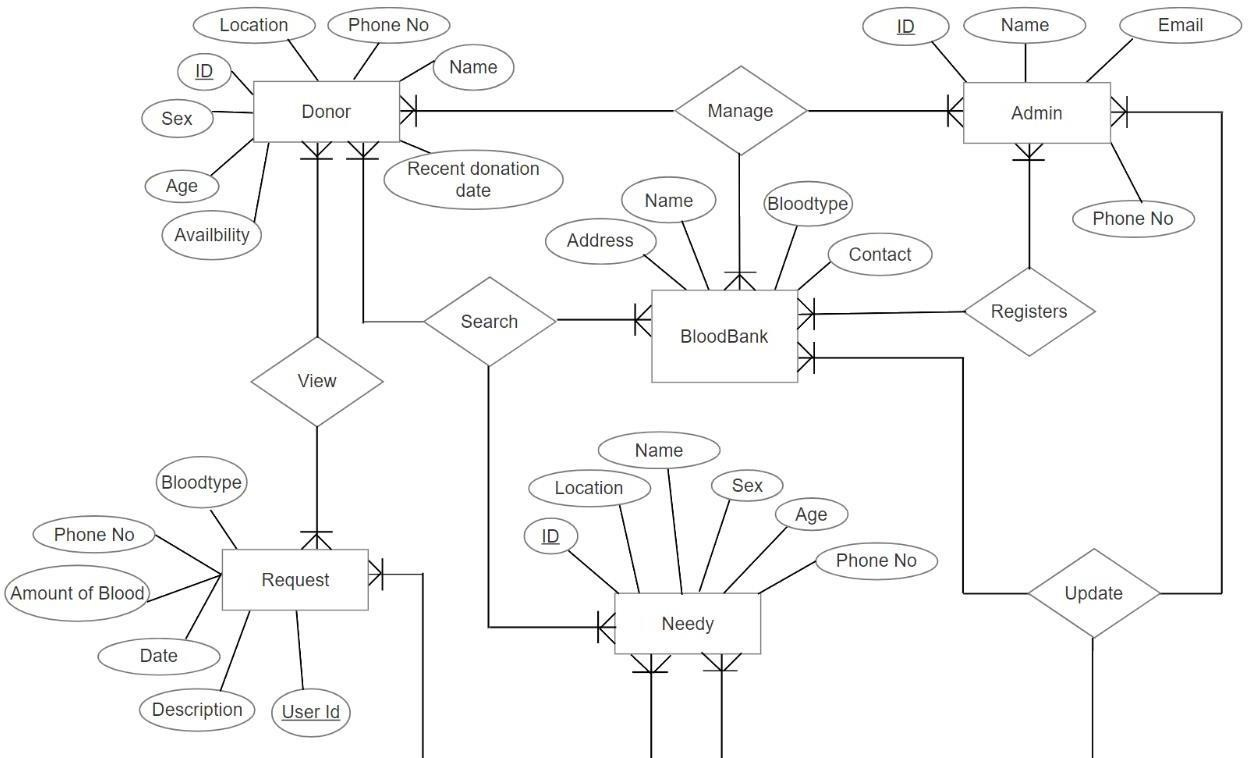 Location
Phone No
ID
Name
Email
ID
Name
Sex
Donor
Manage
Admin
Age
Recent donation
date
Availbility
Name
Bloodtype
Phone No
Address
Contact
Search
BloodBank
Registers
View
Name
Bloodtype
Location
Sex
Phone No
ID
Age
Phone No
Amount of Blood
Request
Needy
Update
Date
Description
User Id